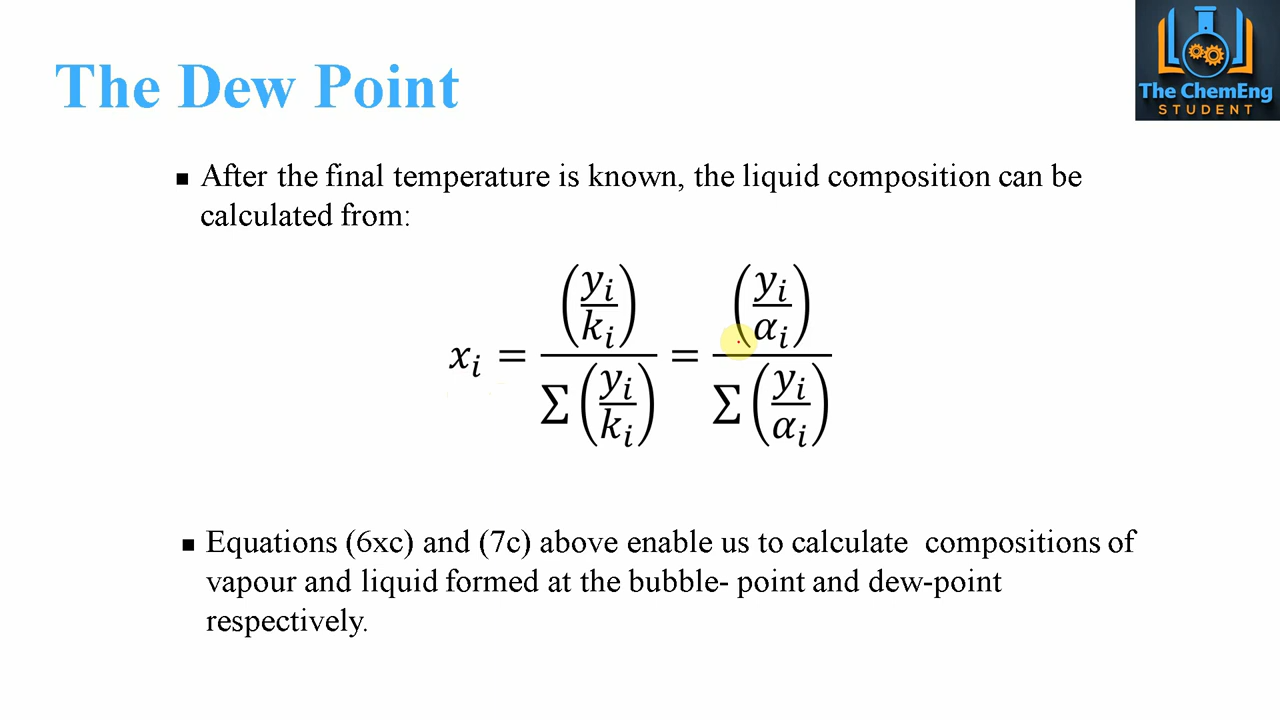 The ChemEng
STUDENT
The Dew Point
▪ After the final temperature is known, the liquid composition can be
calculated from:
x_i = (y_i/k_i) / Σ(y_i/k_i) = (y_i/α_i) / Σ(y_i/α_i)
▪ Equations (6xc) and (7c) above enable us to calculate compositions of
vapour and liquid formed at the bubble- point and dew-point
respectively.